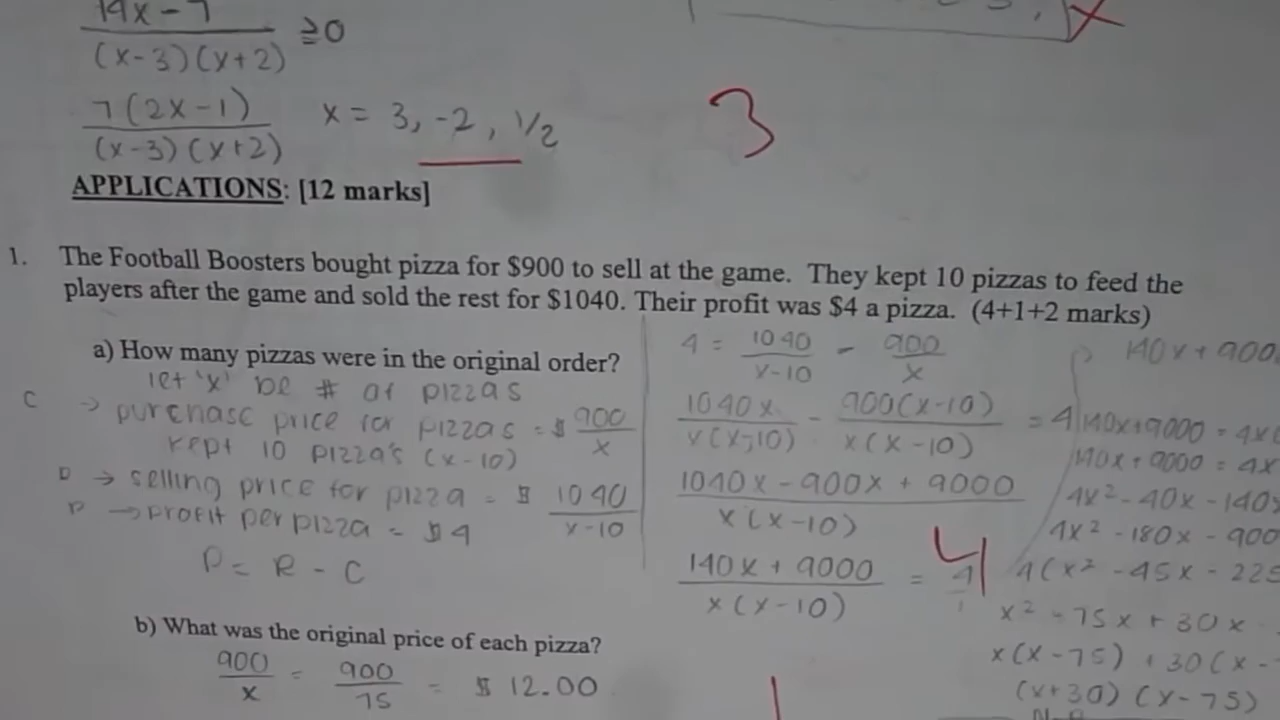 14x - 7
(x-3)(x+2)
≥0
7(2x-1)
(x-3)(x+2)
x = 3, -2, 1/2
3
APPLICATIONS: [12 marks]
1. The Football Boosters bought pizza for $900 to sell at the game. They kept 10 pizzas to feed the
players after the game and sold the rest for $1040. Their profit was $4 a pizza. (4+1+2 marks)
a) How many pizzas were in the original order?
let 'x' be # of pizzas
C → purchase price for pizzas = $ 900/x
kept 10 pizza's (x-10)
→ selling price for pizza = $ 1040/x-10
P → profit per pizza = $4
P = R - C
4 = 1040/x-10 - 900/x
1040x/x(x-10) - 900(x-10)/x(x-10) = 4
1040x - 900x + 9000
x(x-10)
140x + 9000/x(x-10) = 4/1
4
140x + 900
140x+9000 = 4x(
140x + 9000 = 4x
4x² - 40x - 140x
4x² - 180x - 900
4(x² - 45x - 225
x² - 75x + 30x
x(x-75) + 30(x-
(x+30)(x-75)
b) What was the original price of each pizza?
900/x = 900/75 = $ 12.00